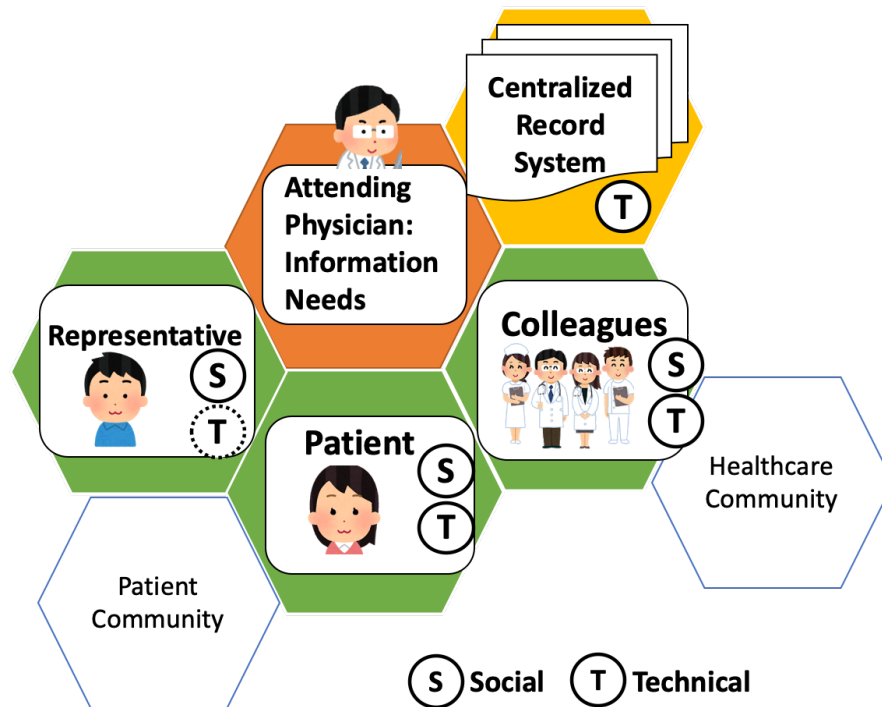 Centralized
Record
System
T
Attending
Physician:
Information
Needs
Representative
S
T
Colleagues
S
T
Patient
S
T
Healthcare
Community
Patient
Community
S Social T Technical